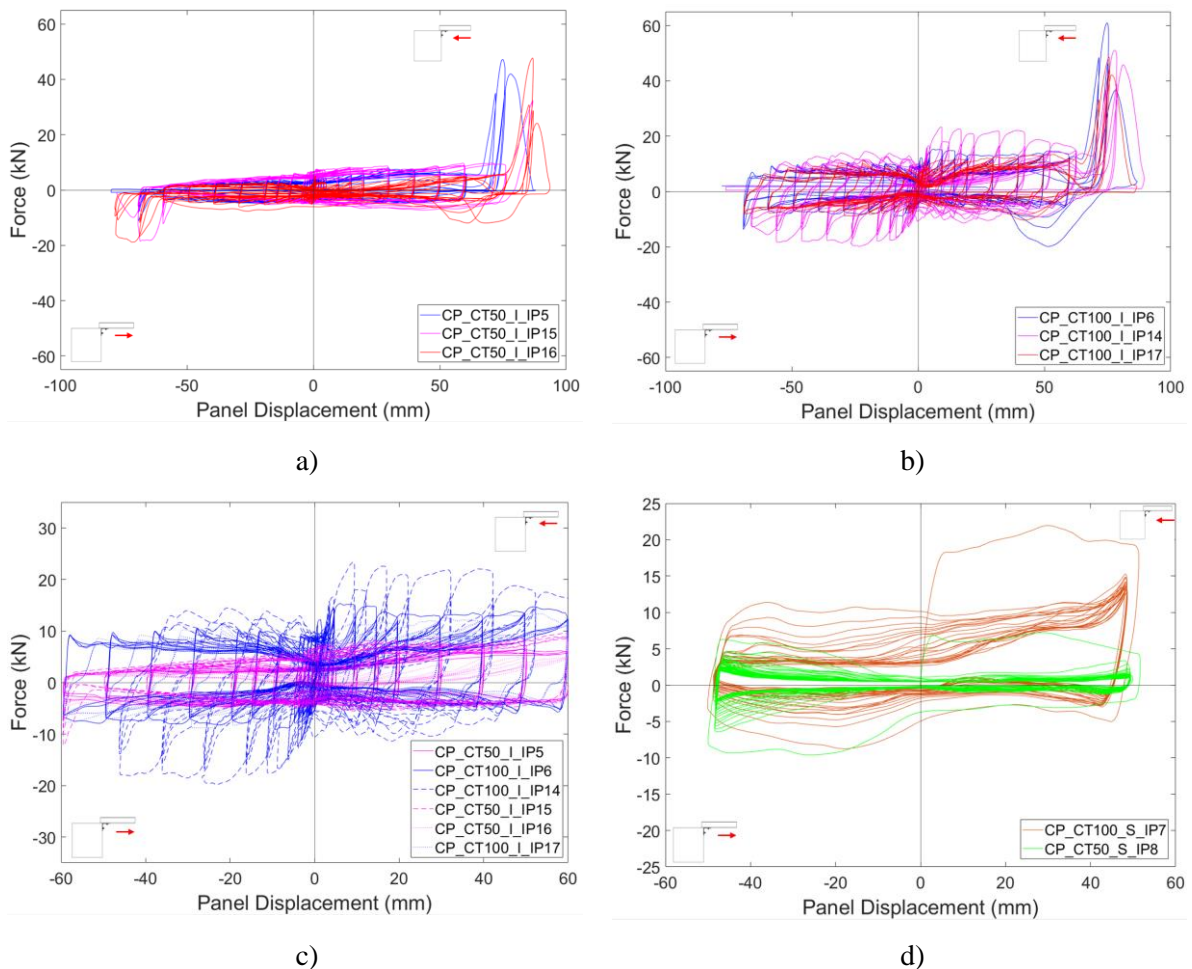 60
40
20
0
-20
-40
-60
Force (kN)
-100
-50
0
50
100
Panel Displacement (mm)
CP_CT50_I_IP5
CP_CT50_I_IP15
CP_CT50_I_IP16
a)
60
40
20
0
-20
-40
-60
Force (kN)
-100
-50
0
50
100
Panel Displacement (mm)
CP_CT100_I_IP6
CP_CT100_I_IP14
CP_CT100_I_IP17
b)
30
20
10
0
-10
-20
-30
Force (kN)
-60
-40
-20
0
20
40
60
Panel Displacement (mm)
CP_CT50_I_IP5
CP_CT100_I_IP6
CP_CT100_I_IP14
CP_CT50_I_IP15
CP_CT50_I_IP16
CP_CT100_I_IP17
c)
25
20
15
10
5
0
-5
-10
-15
-20
-25
Force (kN)
-60
-40
-20
0
20
40
60
Panel Displacement (mm)
CP_CT100_S_IP7
CP_CT50_S_IP8
d)